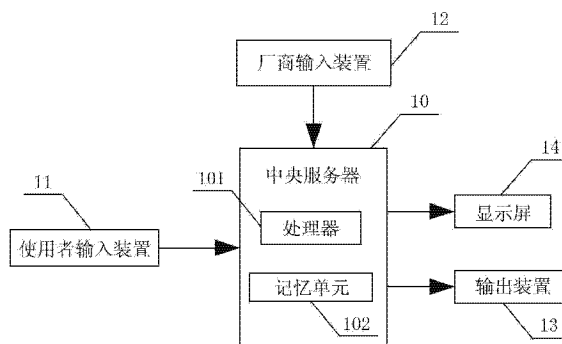 12
厂商输入装置
10
14
中央服务器
11
101
显示屏
处理器
使用者输入装置
记忆单元
输出装置
102
13